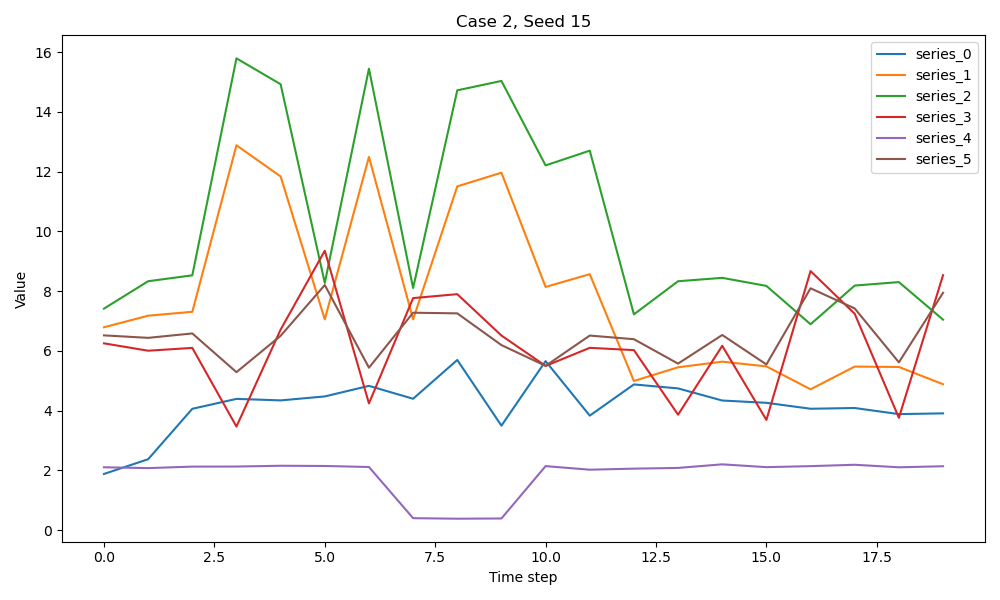 Case 2, Seed 15
16
14
12
10
8
6
4
2
0
Value
0.0 2.5 5.0 7.5 10.0 12.5 15.0 17.5
Time step
series_0
series_1
series_2
series_3
series_4
series_5